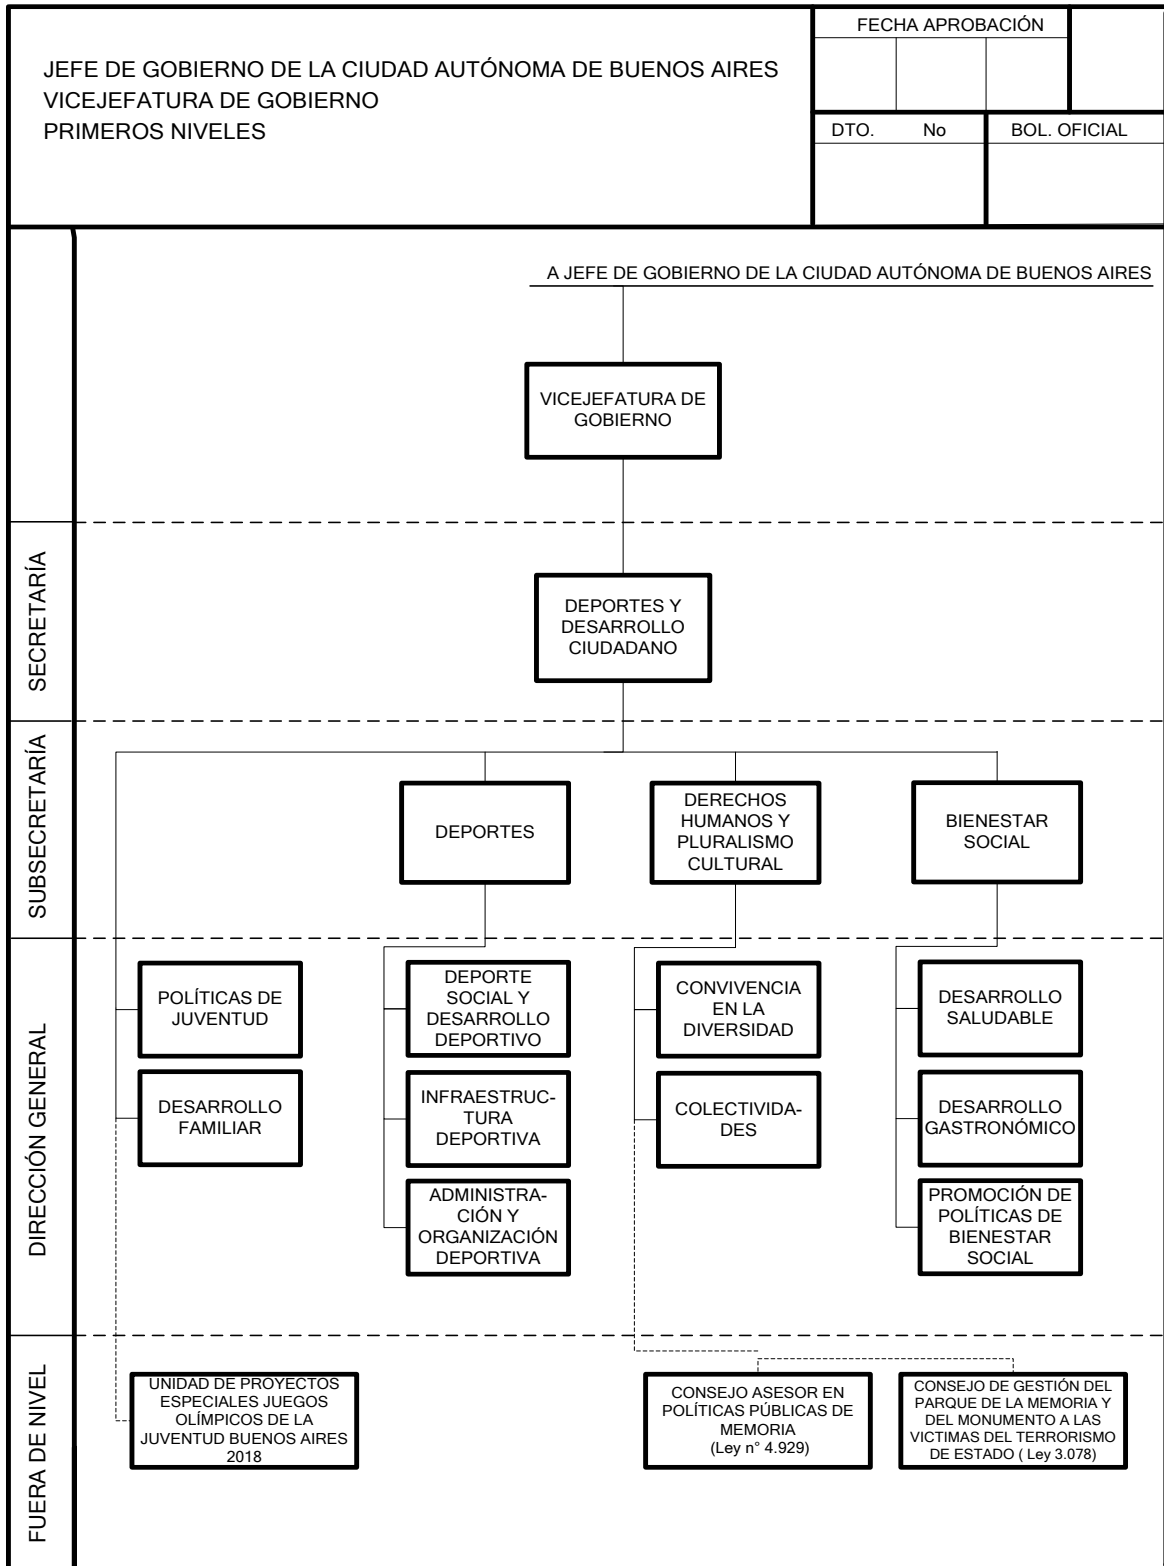 JEFE DE GOBIERNO DE LA CIUDAD AUTÓNOMA DE BUENOS AIRES
VICEJEFATURA DE GOBIERNO
PRIMEROS NIVELES
FECHA APROBACIÓN
DTO. No
BOL. OFICIAL
A JEFE DE GOBIERNO DE LA CIUDAD AUTÓNOMA DE BUENOS AIRES
VICEJEFATURA DE
GOBIERNO
SECRETARÍA
DEPORTES Y
DESARROLLO
CIUDADANO
SUBSECRETARÍA
DEPORTES
DERECHOS
HUMANOS Y
PLURALISMO
CULTURAL
BIENESTAR
SOCIAL
DIRECCIÓN GENERAL
POLÍTICAS DE
JUVENTUD
DESARROLLO
FAMILIAR
DEPORTE
SOCIAL Y
DESARROLLO
DEPORTIVO
INFRAESTRUC-
TURA
DEPORTIVA
ADMINISTRA-
CIÓN Y
ORGANIZACIÓN
DEPORTIVA
CONVIVENCIA
EN LA
DIVERSIDAD
COLECTIVIDA-
DES
DESARROLLO
SALUDABLE
DESARROLLO
GASTRONÓMICO
PROMOCIÓN DE
POLÍTICAS DE
BIENESTAR
SOCIAL
FUERA DE NIVEL
UNIDAD DE PROYECTOS
ESPECIALES JUEGOS
OLÍMPICOS DE LA
JUVENTUD BUENOS AIRES
2018
CONSEJO ASESOR EN
POLÍTICAS PÚBLICAS DE
MEMORIA
(Ley n° 4.929)
CONSEJO DE GESTIÓN DEL
PARQUE DE LA MEMORIA Y
DEL MONUMENTO A LAS
VICTIMAS DEL TERRORISMO
DE ESTADO ( Ley 3.078)